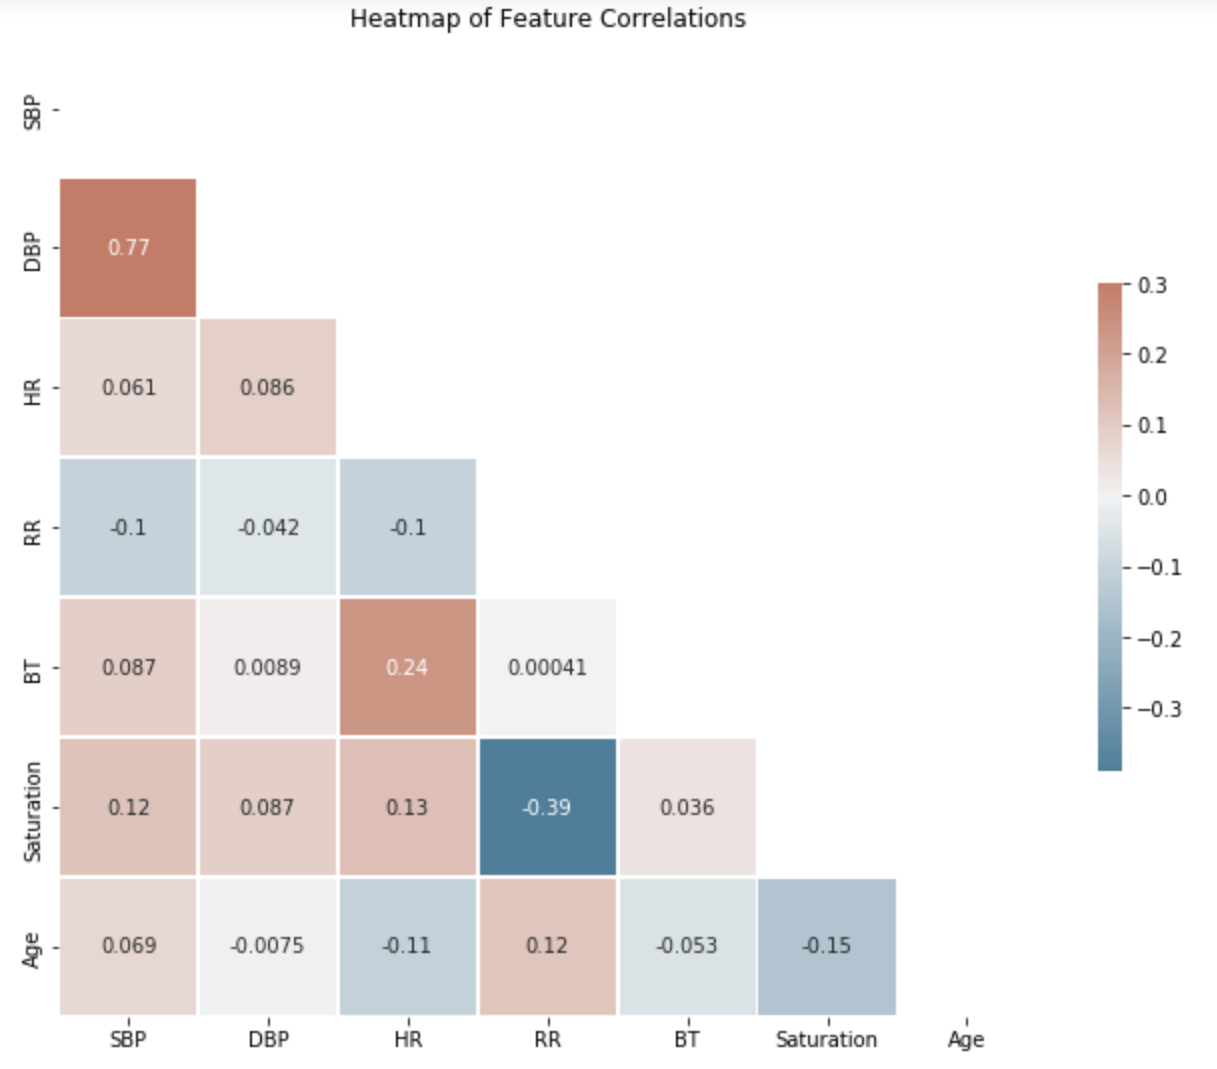 Heatmap of Feature Correlations
SBP
DBP 0.77
HR 0.061 0.086
RR -0.1 -0.042 -0.1
BT 0.087 0.0089 0.24 0.00041
Saturation 0.12 0.087 0.13 -0.39 0.036
Age 0.069 -0.0075 -0.11 0.12 -0.053 -0.15
SBP DBP HR RR BT Saturation Age
0.3
0.2
0.1
0.0
−0.1
−0.2
−0.3